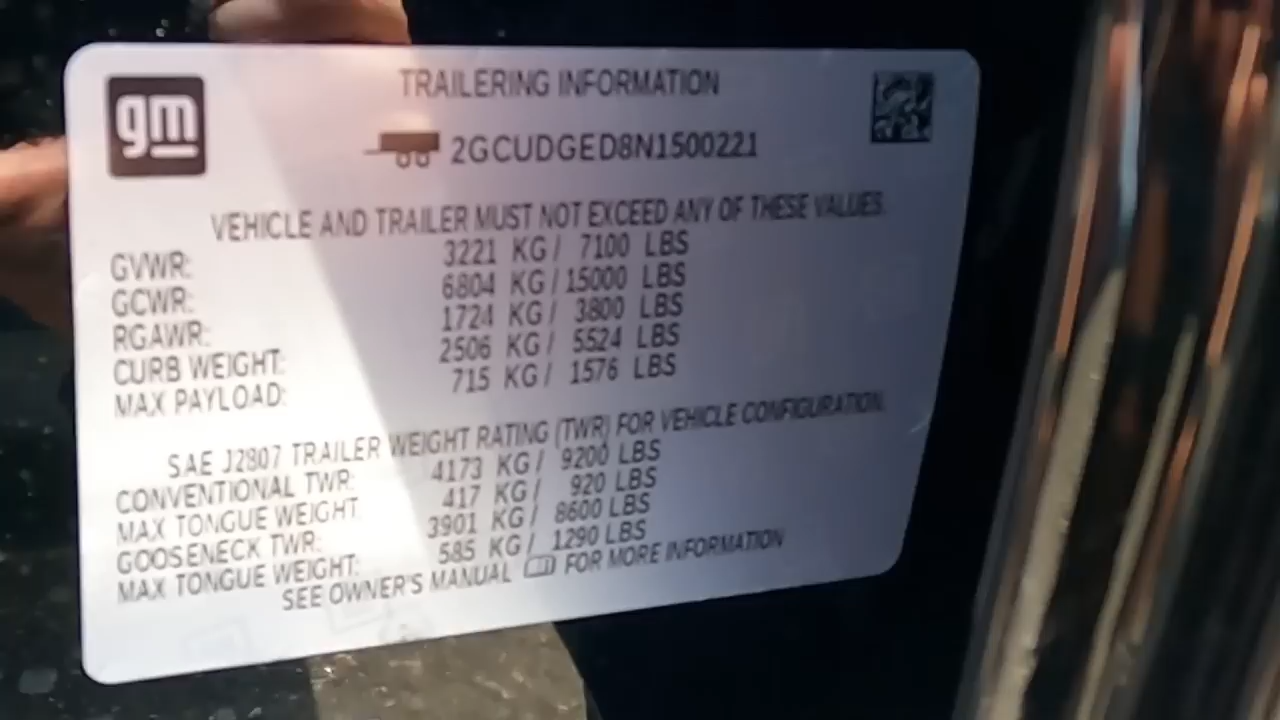 gm
TRAILERING INFORMATION
2GCUDGED8N1500221
VEHICLE AND TRAILER MUST NOT EXCEED ANY OF THESE VALUES.
GVWR: 3221 KG/ 7100 LBS
GCWR: 6804 KG/15000 LBS
RGAWR: 1724 KG/ 3800 LBS
CURB WEIGHT: 2506 KG/ 5524 LBS
MAX PAYLOAD: 715 KG/ 1576 LBS
SAE J2807 TRAILER WEIGHT RATING (TWR) FOR VEHICLE CONFIGURATION.
CONVENTIONAL TWR: 4173 KG/ 9200 LBS
MAX TONGUE WEIGHT: 417 KG/ 920 LBS
GOOSENECK TWR: 3901 KG/ 8600 LBS
MAX TONGUE WEIGHT: 585 KG/ 1290 LBS
SEE OWNER'S MANUAL FOR MORE INFORMATION